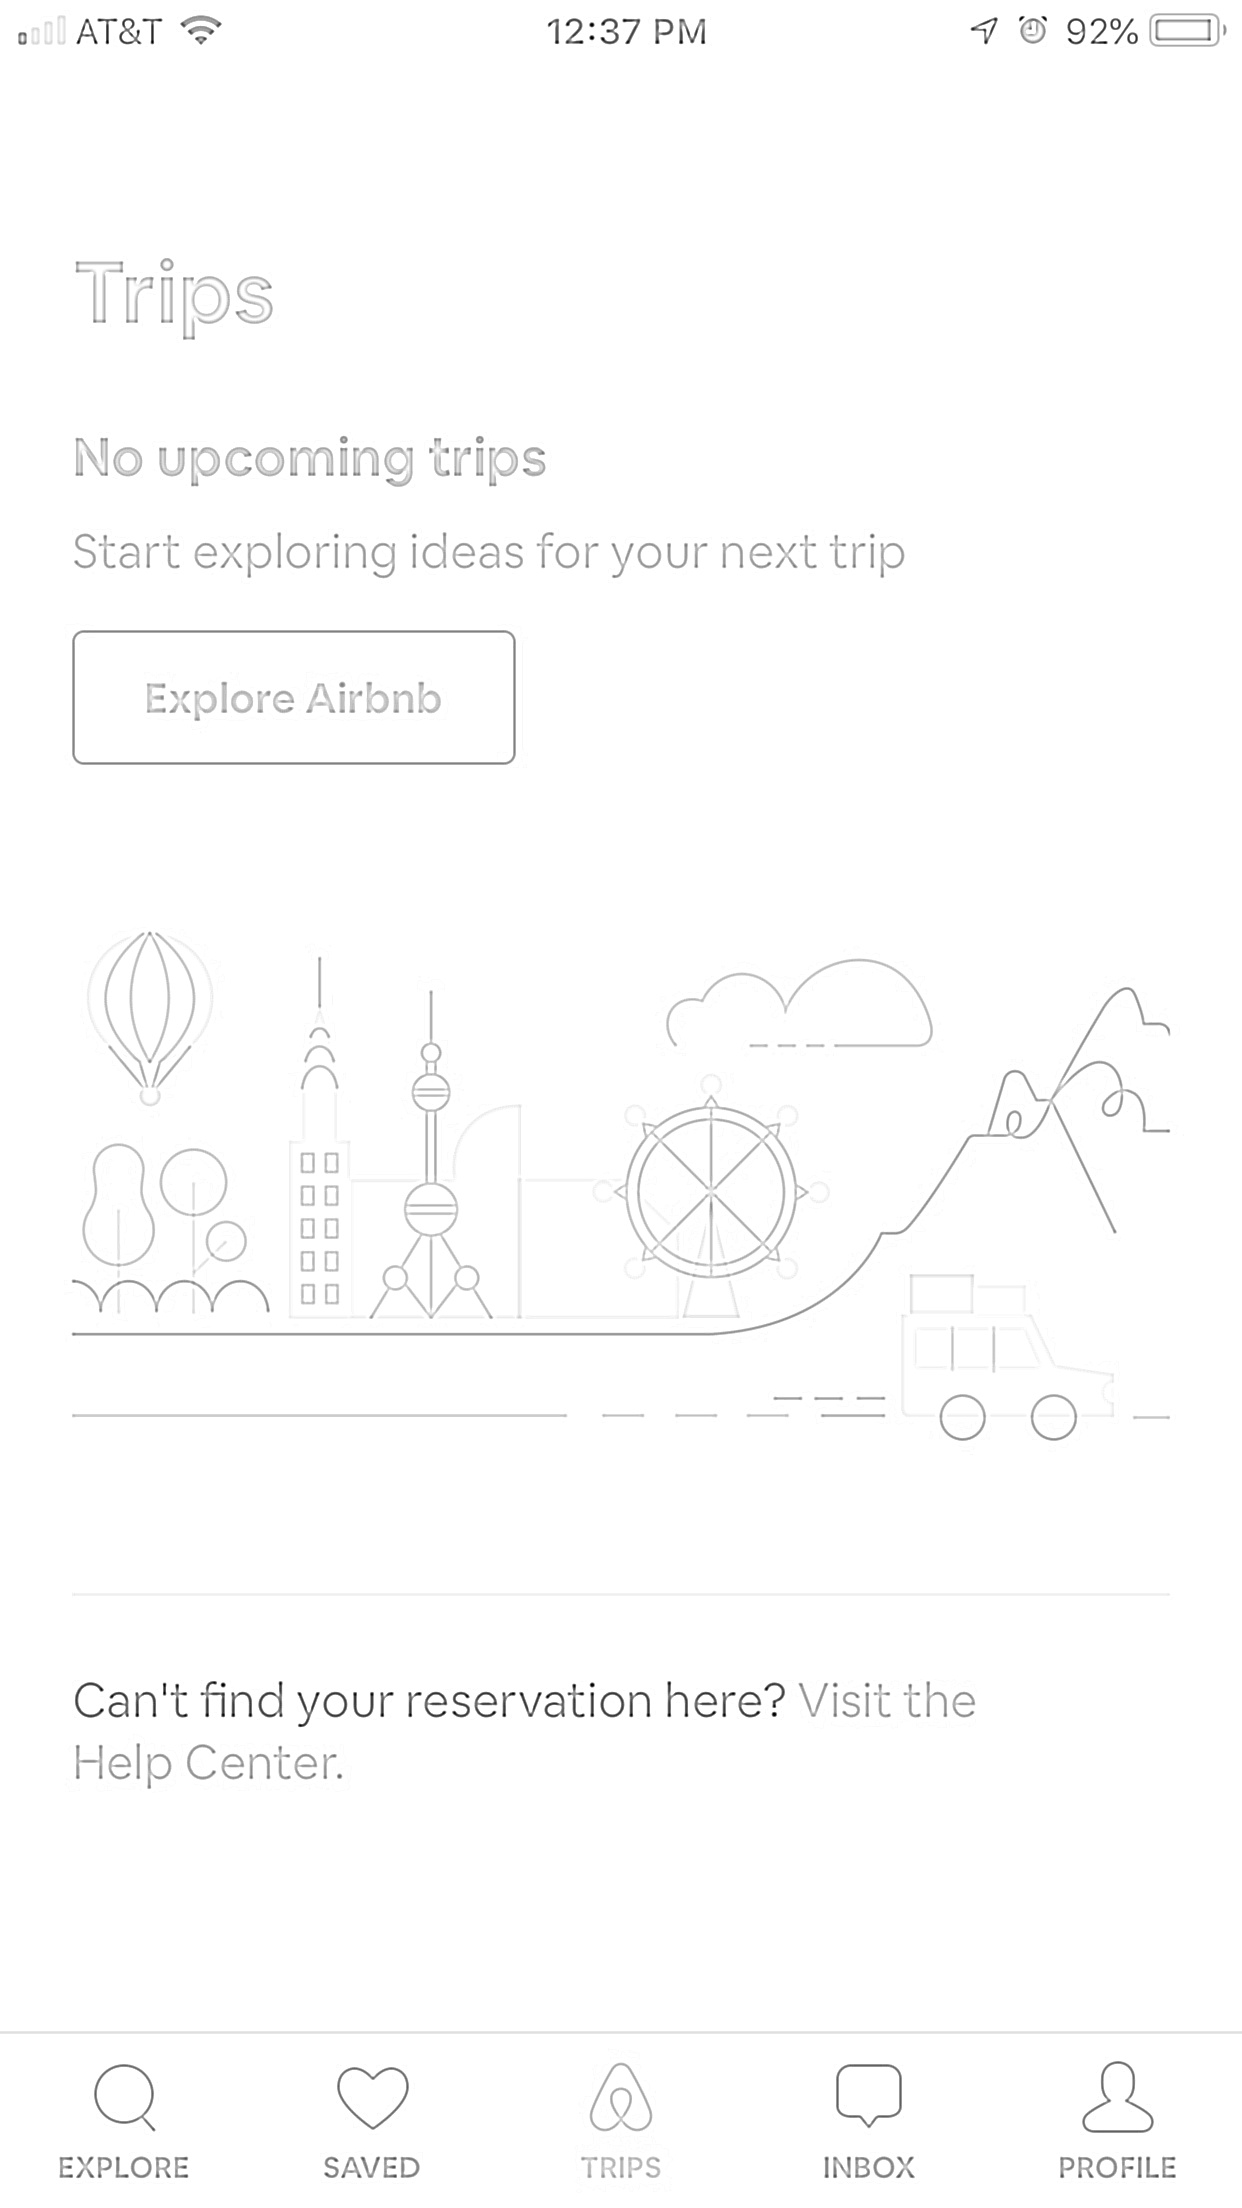 AT&T 12:37 PM 92%
Trips
No upcoming trips
Start exploring ideas for your next trip
Explore Airbnb
Can't find your reservation here? Visit the
Help Center.
EXPLORE SAVED TRIPS INBOX PROFILE